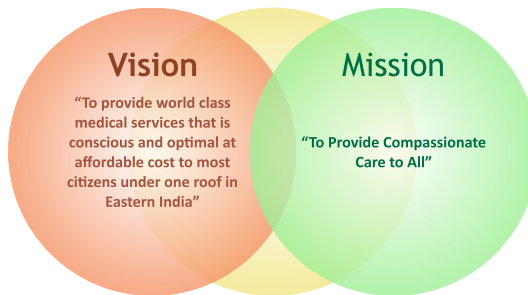 Vision
“To provide world class
medical services that is
conscious and optimal at
affordable cost to most
citizens under one roof in
Eastern India”
Mission
“To Provide Compassionate
Care to All”